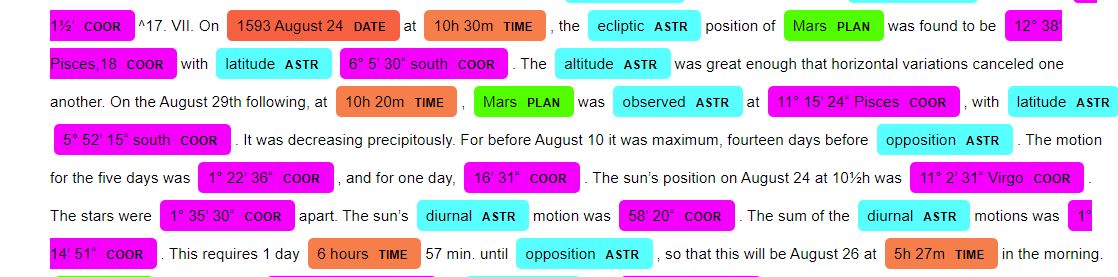 1½ COOR ^17. VII. On 1593 August 24 DATE at 10h 30m TIME , the ecliptic ASTR position of Mars PLAN was found to be 12° 38'
Pisces,18 COOR with latitude ASTR 6° 5' 30" south COOR . The altitude ASTR was great enough that horizontal variations canceled one
another. On the August 29th following, at 10h 20m TIME , Mars PLAN was observed ASTR at 11° 15' 24" Pisces COOR , with latitude ASTR
5° 52' 15" south COOR . It was decreasing precipitously. For before August 10 it was maximum, fourteen days before opposition ASTR . The motion
for the five days was 1° 22' 36" COOR , and for one day, 16' 31" COOR . The sun's position on August 24 at 10½h was 11° 2' 31" Virgo COOR .
The stars were 1° 35' 30" COOR apart. The sun's diurnal ASTR motion was 58' 20" COOR . The sum of the diurnal ASTR motions was 1°
14' 51" COOR . This requires 1 day 6 hours TIME 57 min. until opposition ASTR , so that this will be August 26 at 5h 27m TIME in the morning.